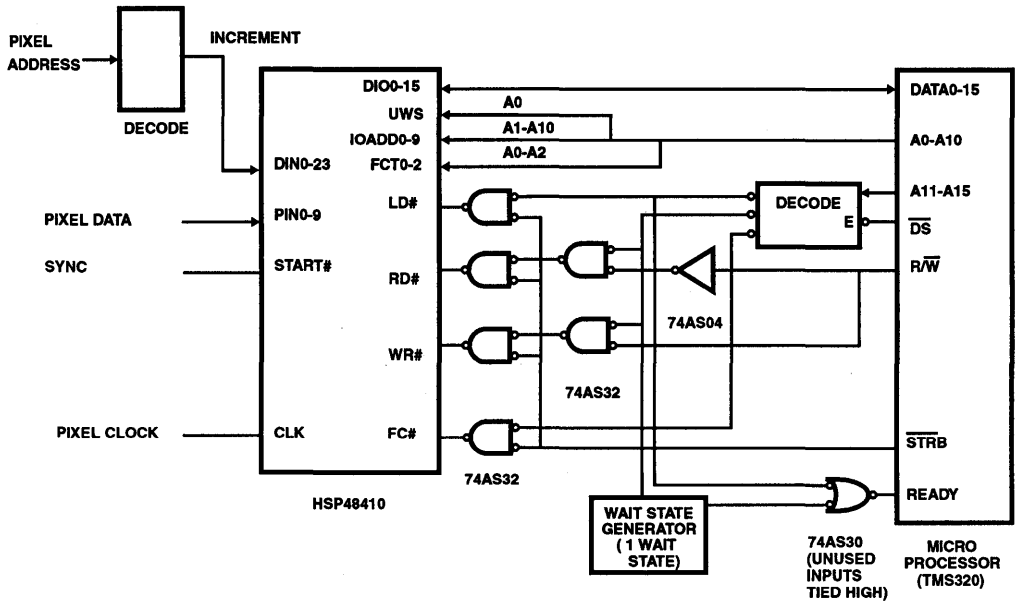 PIXEL
ADDRESS
DECODE
INCREMENT
DIN0-23
PIXEL DATA
PIN0-9
SYNC
START#
PIXEL CLOCK
CLK
HSP48410
DIO0-15
UWS
IOADD0-9
FCT0-2
LD#
RD#
WR#
FC#
A0
A1-A10
A0-A2
DECODE
E
74AS04
74AS32
74AS32
WAIT STATE
GENERATOR
( 1 WAIT
STATE)
74AS30
(UNUSED
INPUTS
TIED HIGH)
DATA0-15
A0-A10
A11-A15
D̅S̅
R/W̅
S̅T̅R̅B̅
READY
MICRO
PROCESSOR
(TMS320)